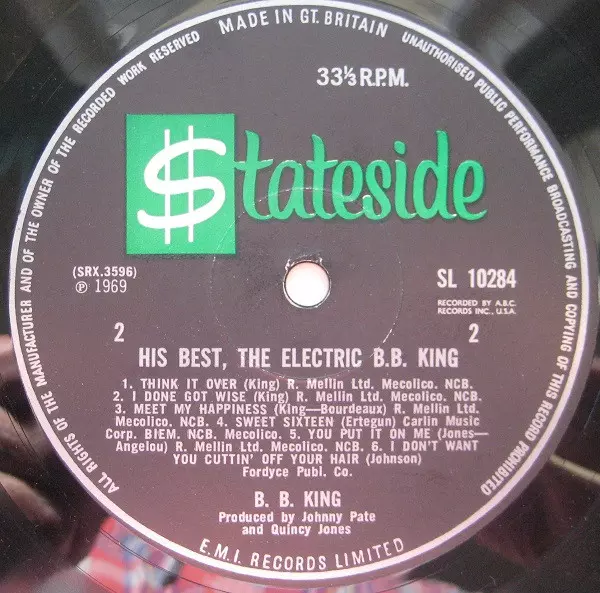 MADE IN GT. BRITAIN
UNAUTHORISED PUBLIC PERFORMANCE BROADCASTING AND COPYING OF THIS RECORD PROHIBITED
ALL RIGHTS OF THE MANUFACTURER AND OF THE OWNER OF THE RECORDED WORK RESERVED
33⅓ R.P.M.
$tateside
(SRX.3596)
℗ 1969
SL 10284
RECORDED BY A.B.C.
RECORDS INC., U.S.A.
2 2
HIS BEST, THE ELECTRIC B.B. KING
1. THINK IT OVER (King) R. Mellin Ltd. Mecolico. NCB.
2. I DONE GOT WISE (King) R. Mellin Ltd. Mecolico. NCB.
3. MEET MY HAPPINESS (King—Bourdeaux) R. Mellin Ltd.
Mecolico. NCB. 4. SWEET SIXTEEN (Ertegun) Carlin Music
Corp. BIEM. NCB. Mecolico. 5. YOU PUT IT ON ME (Jones—
Angelou) R. Mellin Ltd. Mecolico. NCB. 6. I DON'T WANT
YOU CUTTIN' OFF YOUR HAIR (Johnson)
Fordyce Publ. Co.
B. B. KING
Produced by Johnny Pate
and Quincy Jones
E.M.I. RECORDS LIMITED